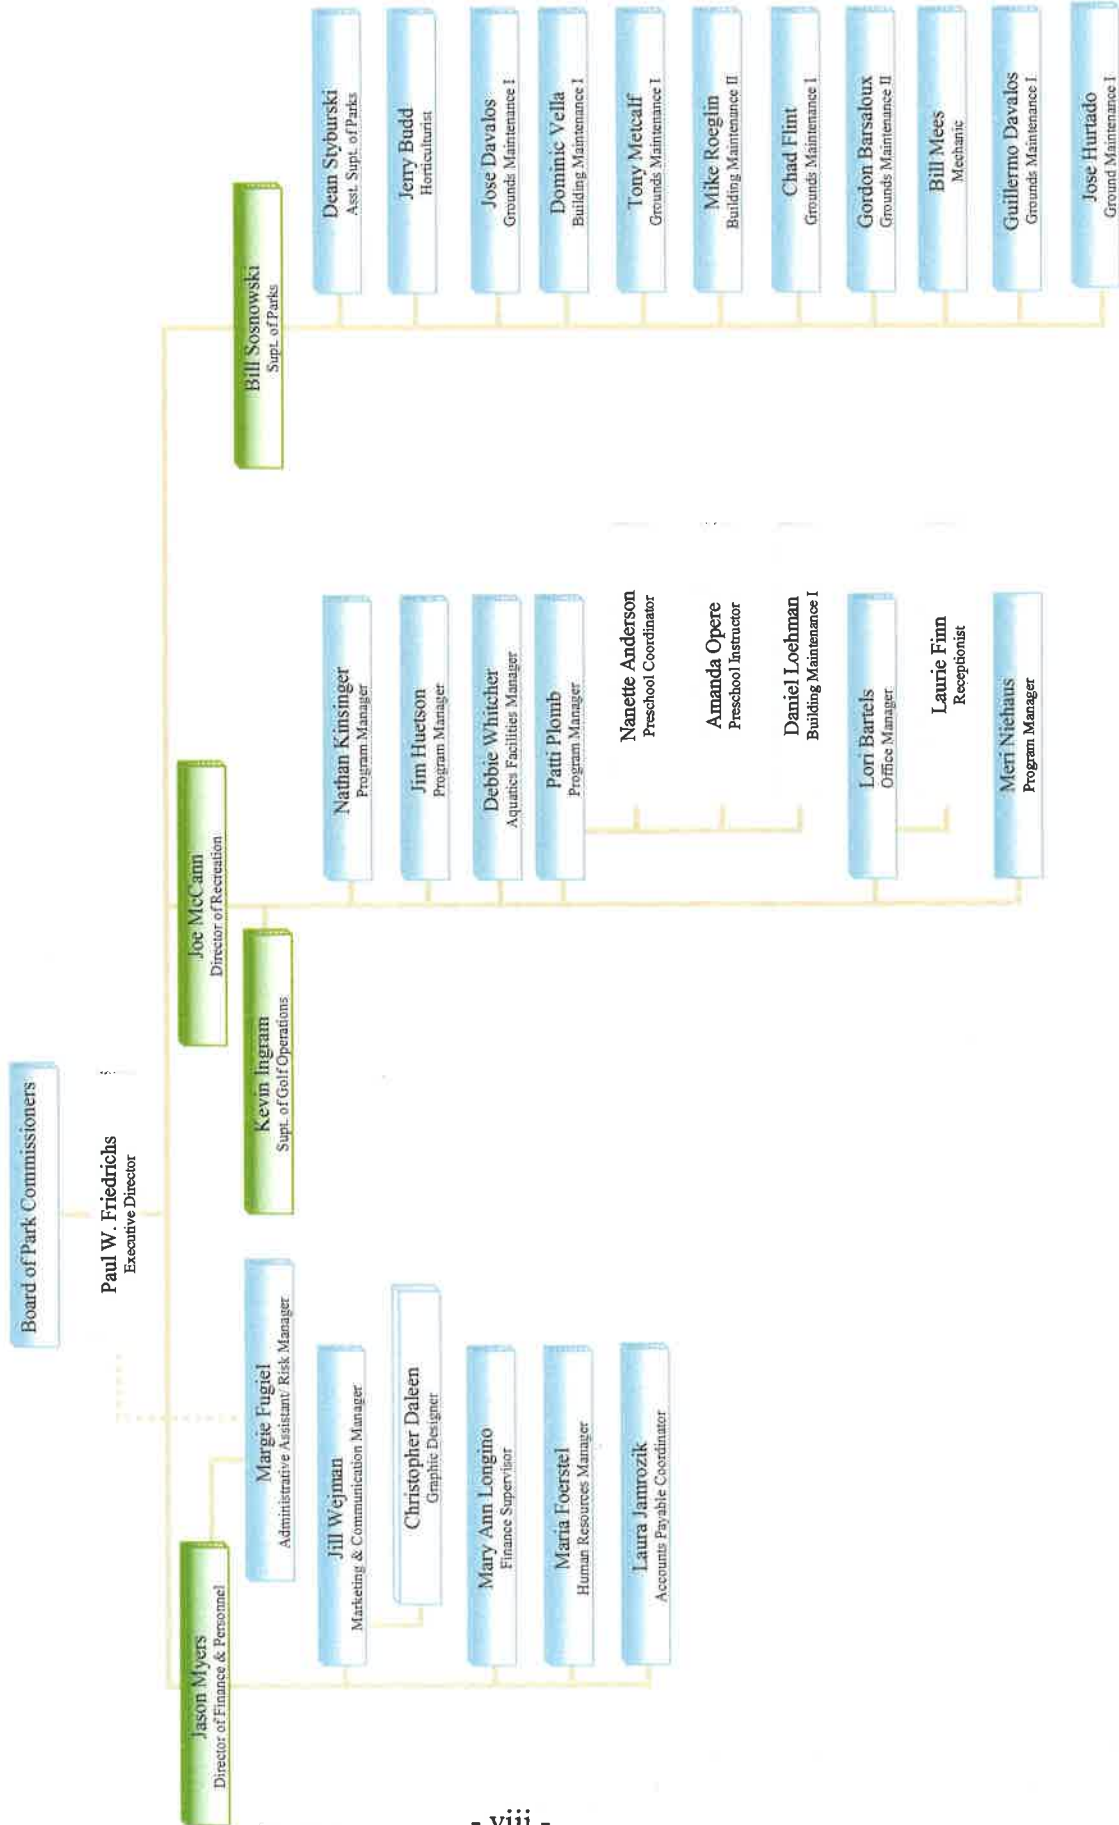 Board of Park Commissioners
Paul W. Friedrichs
Executive Director
Jason Myers
Director of Finance & Personnel
Margie Fugiel
Administrative Assistant/ Risk Manager
Jill Wejman
Marketing & Communication Manager
Christopher Daleen
Graphic Designer
Mary Ann Longino
Finance Supervisor
Maria Foerstel
Human Resources Manager
Laura Jamrozik
Accounts Payable Coordinator
Joe McCann
Director of Recreation
Kevin Ingram
Supt. of Golf Operations
Nathan Kinsinger
Program Manager
Jim Huetson
Program Manager
Debbie Whitcher
Aquatics Facilities Manager
Patti Plomb
Program Manager
Nanette Anderson
Preschool Coordinator
Amanda Opere
Preschool Instructor
Daniel Loehman
Building Maintenance I
Lori Bartels
Office Manager
Laurie Finn
Receptionist
Meri Niehaus
Program Manager
Bill Sosnowski
Supt. of Parks
Dean Styburski
Asst. Supt. of Parks
Jerry Budd
Horticulturist
Jose Davalos
Grounds Maintenance I
Dominic Vella
Building Maintenance I
Tony Metcalf
Grounds Maintenance I
Mike Roeglin
Building Maintenance II
Chad Flint
Grounds Maintenance I
Gordon Barsaloux
Grounds Maintenance II
Bill Mees
Mechanic
Guillermo Davalos
Grounds Maintenance I
Jose Hurtado
Ground Maintenance I
- viii -